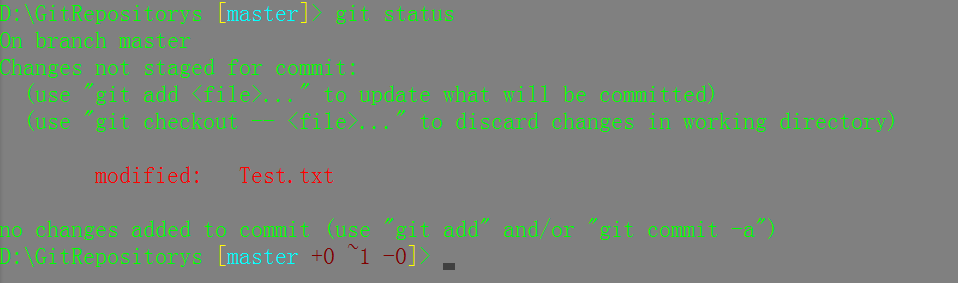 D:\GitRepositorys [master]> git status
On branch master
Changes not staged for commit:
  (use "git add <file>..." to update what will be committed)
  (use "git checkout -- <file>..." to discard changes in working directory)
        modified:   Test.txt
no changes added to commit (use "git add" and/or "git commit -a")
D:\GitRepositorys [master +0 ~1 -0]>